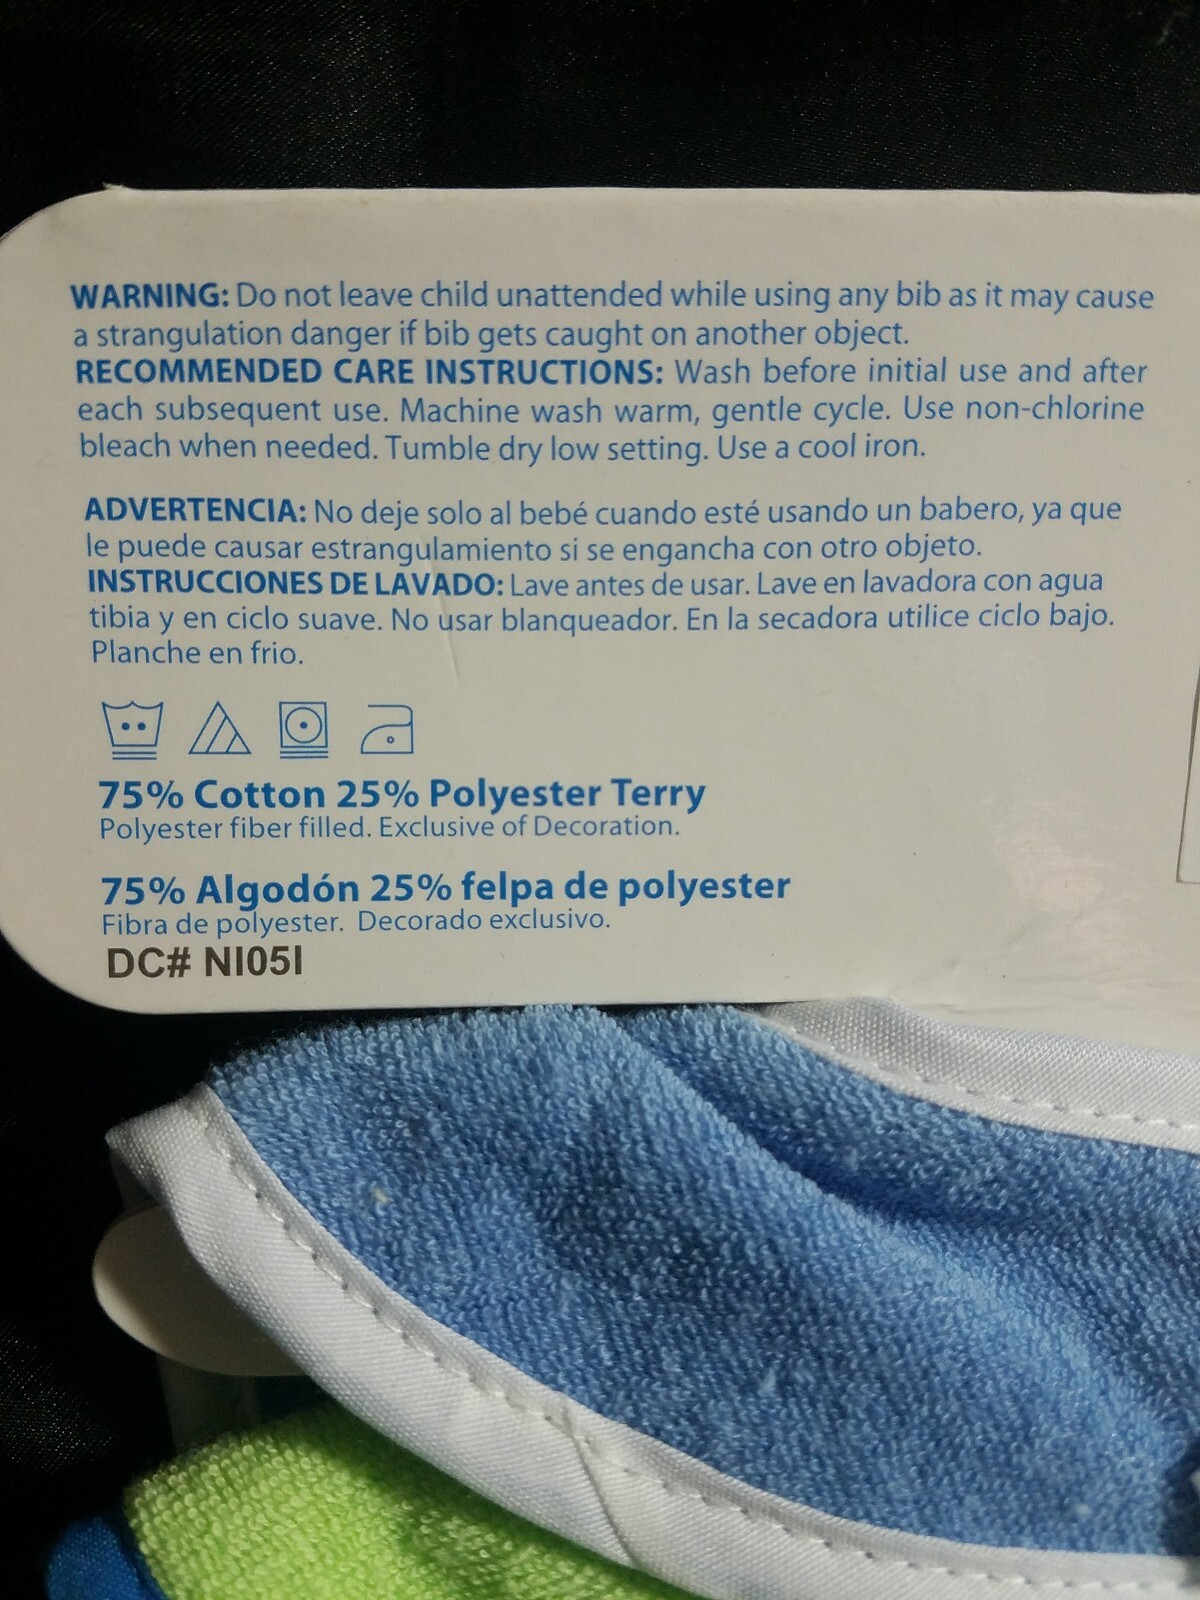 WARNING: Do not leave child unattended while using any bib as it may cause
a strangulation danger if bib gets caught on another object.
RECOMMENDED CARE INSTRUCTIONS: Wash before initial use and after
each subsequent use. Machine wash warm, gentle cycle. Use non-chlorine
bleach when needed. Tumble dry low setting. Use a cool iron.
ADVERTENCIA: No deje solo al bebé cuando esté usando un babero, ya que
le puede causar estrangulamiento si se engancha con otro objeto.
INSTRUCCIONES DE LAVADO: Lave antes de usar. Lave en lavadora con agua
tibia y en ciclo suave. No usar blanqueador. En la secadora utilice ciclo bajo.
Planche en frio.
75% Cotton 25% Polyester Terry
Polyester fiber filled. Exclusive of Decoration.
75% Algodón 25% felpa de polyester
Fibra de polyester. Decorado exclusivo.
DC# NI05I